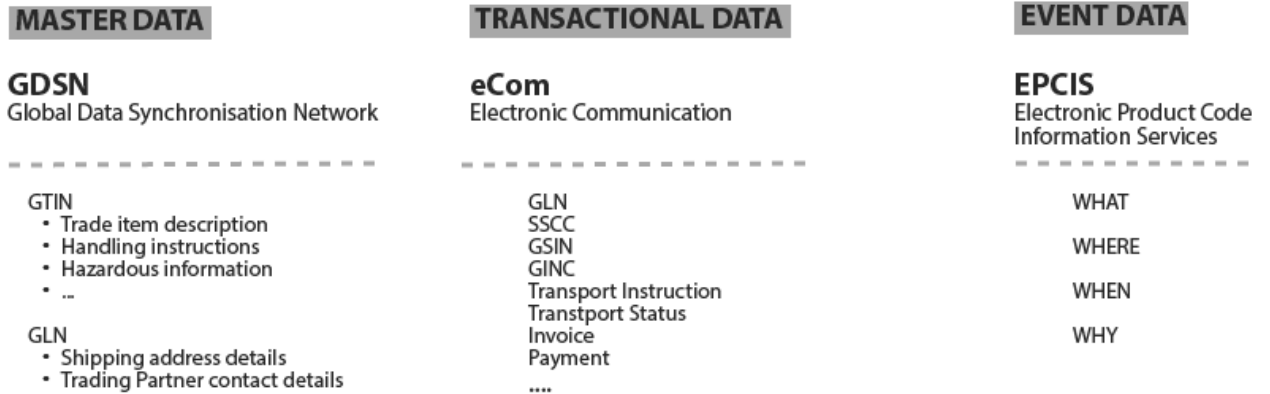 MASTER DATA
GDSN
Global Data Synchronisation Network
GTIN
• Trade item description
• Handling instructions
• Hazardous information
• ...
GLN
• Shipping address details
• Trading Partner contact details
TRANSACTIONAL DATA
eCom
Electronic Communication
GLN
SSCC
GSIN
GINC
Transport Instruction
Transtport Status
Invoice
Payment
....
EVENT DATA
EPCIS
Electronic Product Code
Information Services
WHAT
WHERE
WHEN
WHY